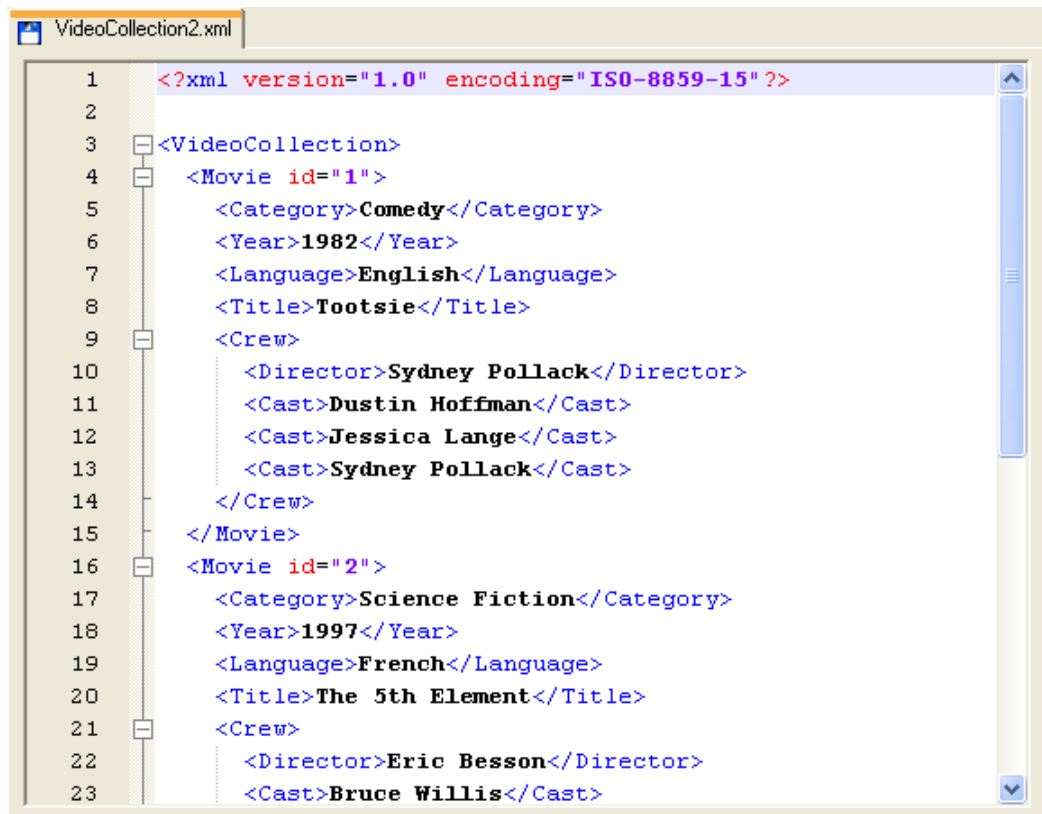 VideoCollection2.xml
1 <?xml version="1.0" encoding="ISO-8859-15"?>
2
3 <VideoCollection>
4 <Movie id="1">
5 <Category>Comedy</Category>
6 <Year>1982</Year>
7 <Language>English</Language>
8 <Title>Tootsie</Title>
9 <Crew>
10 <Director>Sydney Pollack</Director>
11 <Cast>Dustin Hoffman</Cast>
12 <Cast>Jessica Lange</Cast>
13 <Cast>Sydney Pollack</Cast>
14 </Crew>
15 </Movie>
16 <Movie id="2">
17 <Category>Science Fiction</Category>
18 <Year>1997</Year>
19 <Language>French</Language>
20 <Title>The 5th Element</Title>
21 <Crew>
22 <Director>Eric Besson</Director>
23 <Cast>Bruce Willis</Cast>